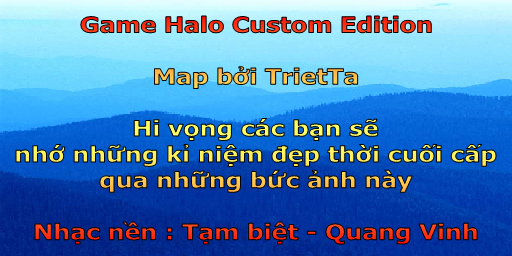 Game Halo Custom Edition
Map bởi TrietTa
Hi vọng các bạn sẽ
nhớ những kỉ niệm đẹp thời cuối cấp
qua những bức ảnh này
Nhạc nền : Tạm biệt - Quang Vinh